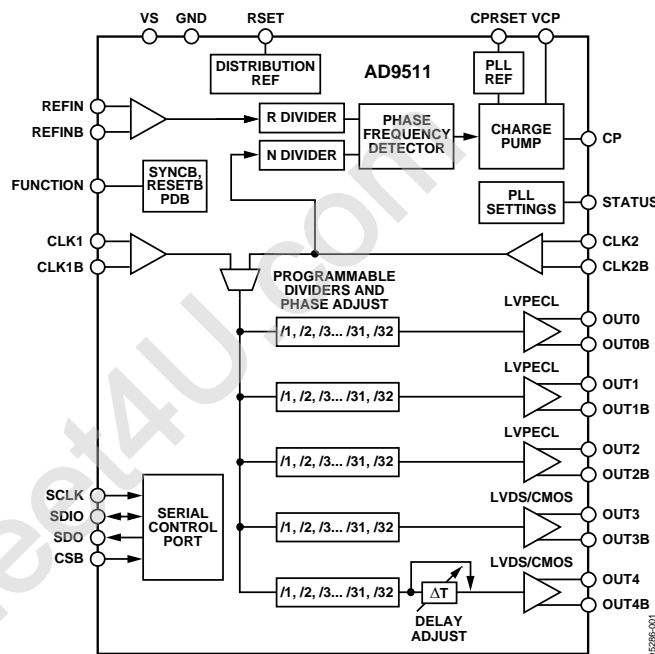 VS GND RSET CPRSET VCP
DISTRIBUTION
REF
AD9511
PLL
REF
REFIN
REFINB
R DIVIDER
N DIVIDER
PHASE
FREQUENCY
DETECTOR
CHARGE
PUMP
CP
FUNCTION
SYNCB,
RESETB
PDB
PLL
SETTINGS
STATUS
CLK1
CLK1B
CLK2
CLK2B
PROGRAMMABLE
DIVIDERS AND
PHASE ADJUST
LVPECL
/1, /2, /3... /31, /32
OUT0
OUT0B
LVPECL
/1, /2, /3... /31, /32
OUT1
OUT1B
LVPECL
/1, /2, /3... /31, /32
OUT2
OUT2B
SCLK
SDIO
SDO
CSB
SERIAL
CONTROL
PORT
LVDS/CMOS
/1, /2, /3... /31, /32
OUT3
OUT3B
LVDS/CMOS
/1, /2, /3... /31, /32
ΔT
OUT4
OUT4B
DELAY
ADJUST
05286-001
eet4U.com